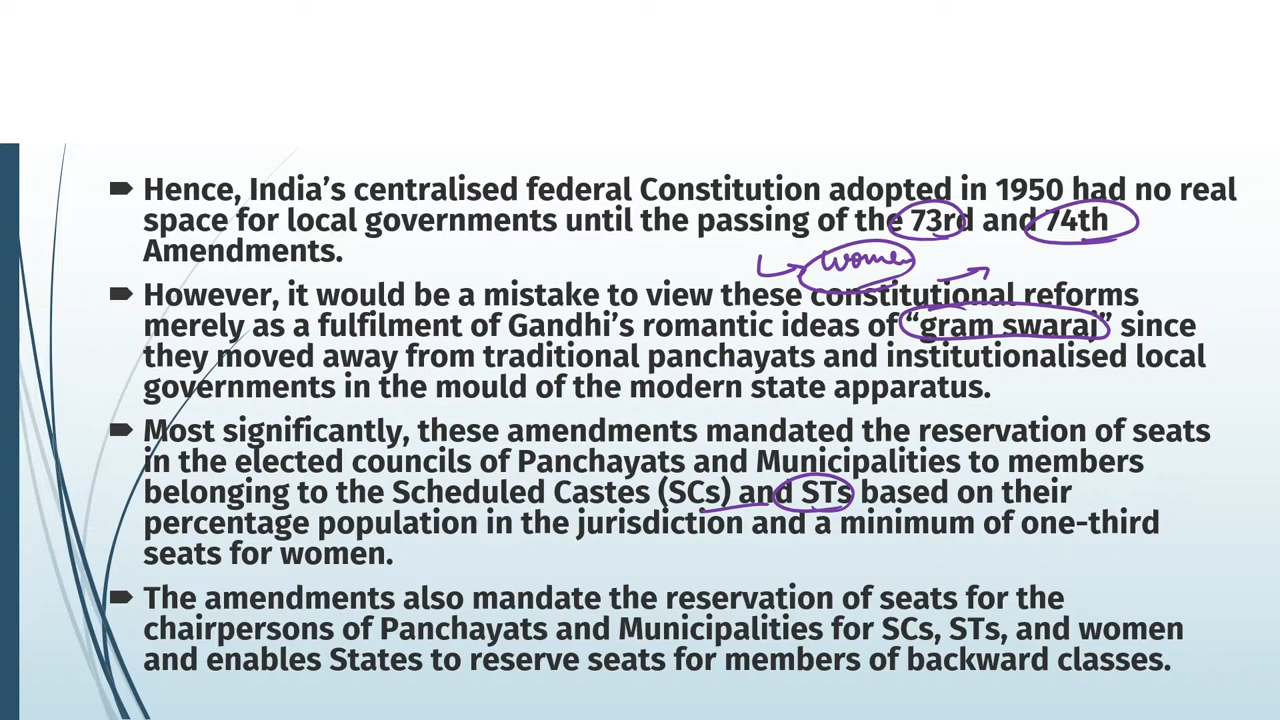 Hence, India’s centralised federal Constitution adopted in 1950 had no real
space for local governments until the passing of the 73rd and 74th
Amendments.
women
However, it would be a mistake to view these constitutional reforms
merely as a fulfilment of Gandhi’s romantic ideas of “gram swaraj” since
they moved away from traditional panchayats and institutionalised local
governments in the mould of the modern state apparatus.
Most significantly, these amendments mandated the reservation of seats
in the elected councils of Panchayats and Municipalities to members
belonging to the Scheduled Castes (SCs) and STs based on their
percentage population in the jurisdiction and a minimum of one-third
seats for women.
The amendments also mandate the reservation of seats for the
chairpersons of Panchayats and Municipalities for SCs, STs, and women
and enables States to reserve seats for members of backward classes.